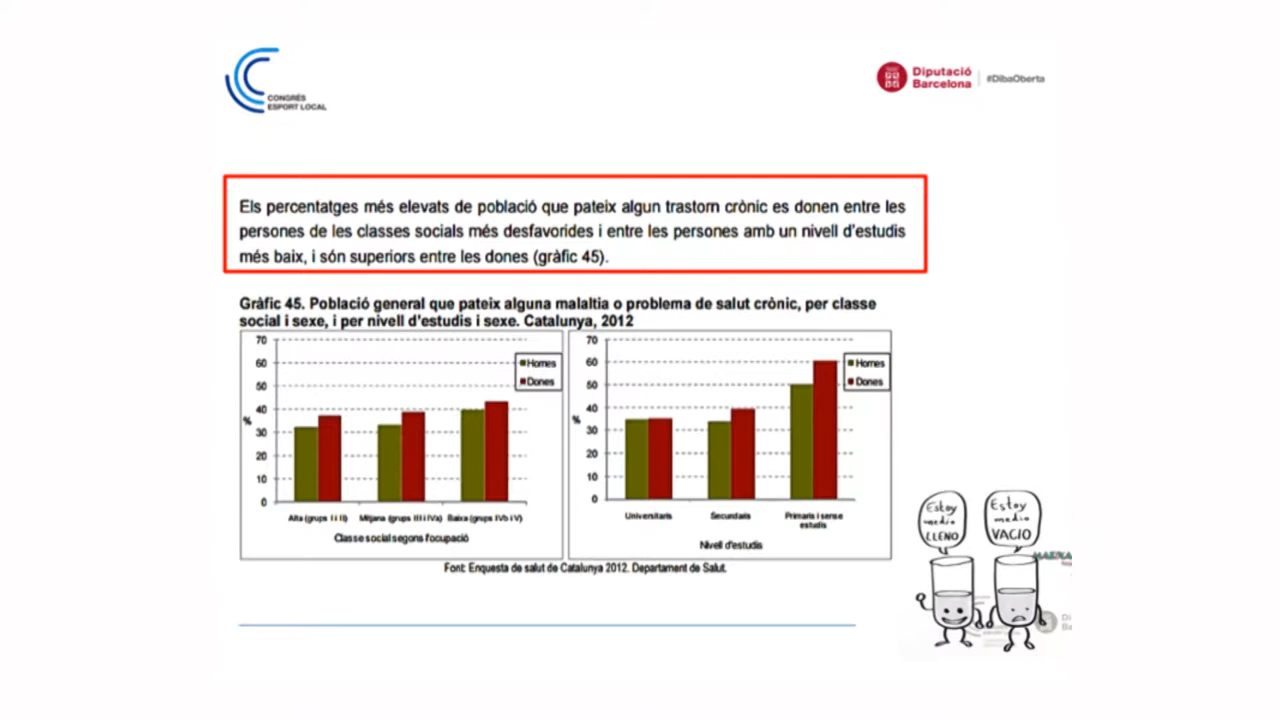 CONGRÉS
ESPORT LOCAL
Diputació
Barcelona
#DibaOberta
Els percentatges més elevats de població que pateix algun trastorn crònic es donen entre les
persones de les classes socials més desfavorides i entre les persones amb un nivell d'estudis
més baix, i són superiors entre les dones (gràfic 45).
Gràfic 45. Població general que pateix alguna malaltia o problema de salut crònic, per classe
social i sexe, i per nivell d'estudis i sexe. Catalunya, 2012
70
60
50
40
30
20
10
0
%
Homes
Dones
Alta (grups I i II)
Mitjana (grups III i IVa)
Baixa (grups IVb i V)
Classe social segons l'ocupació
70
60
50
40
30
20
10
0
%
Homes
Dones
Universitaris
Secundaris
Primaris i sense
estudis
Nivell d'estudis
Font: Enquesta de salut de Catalunya 2012. Departament de Salut.
Estoy
medio
LLENO
Estoy
medio
VACIO